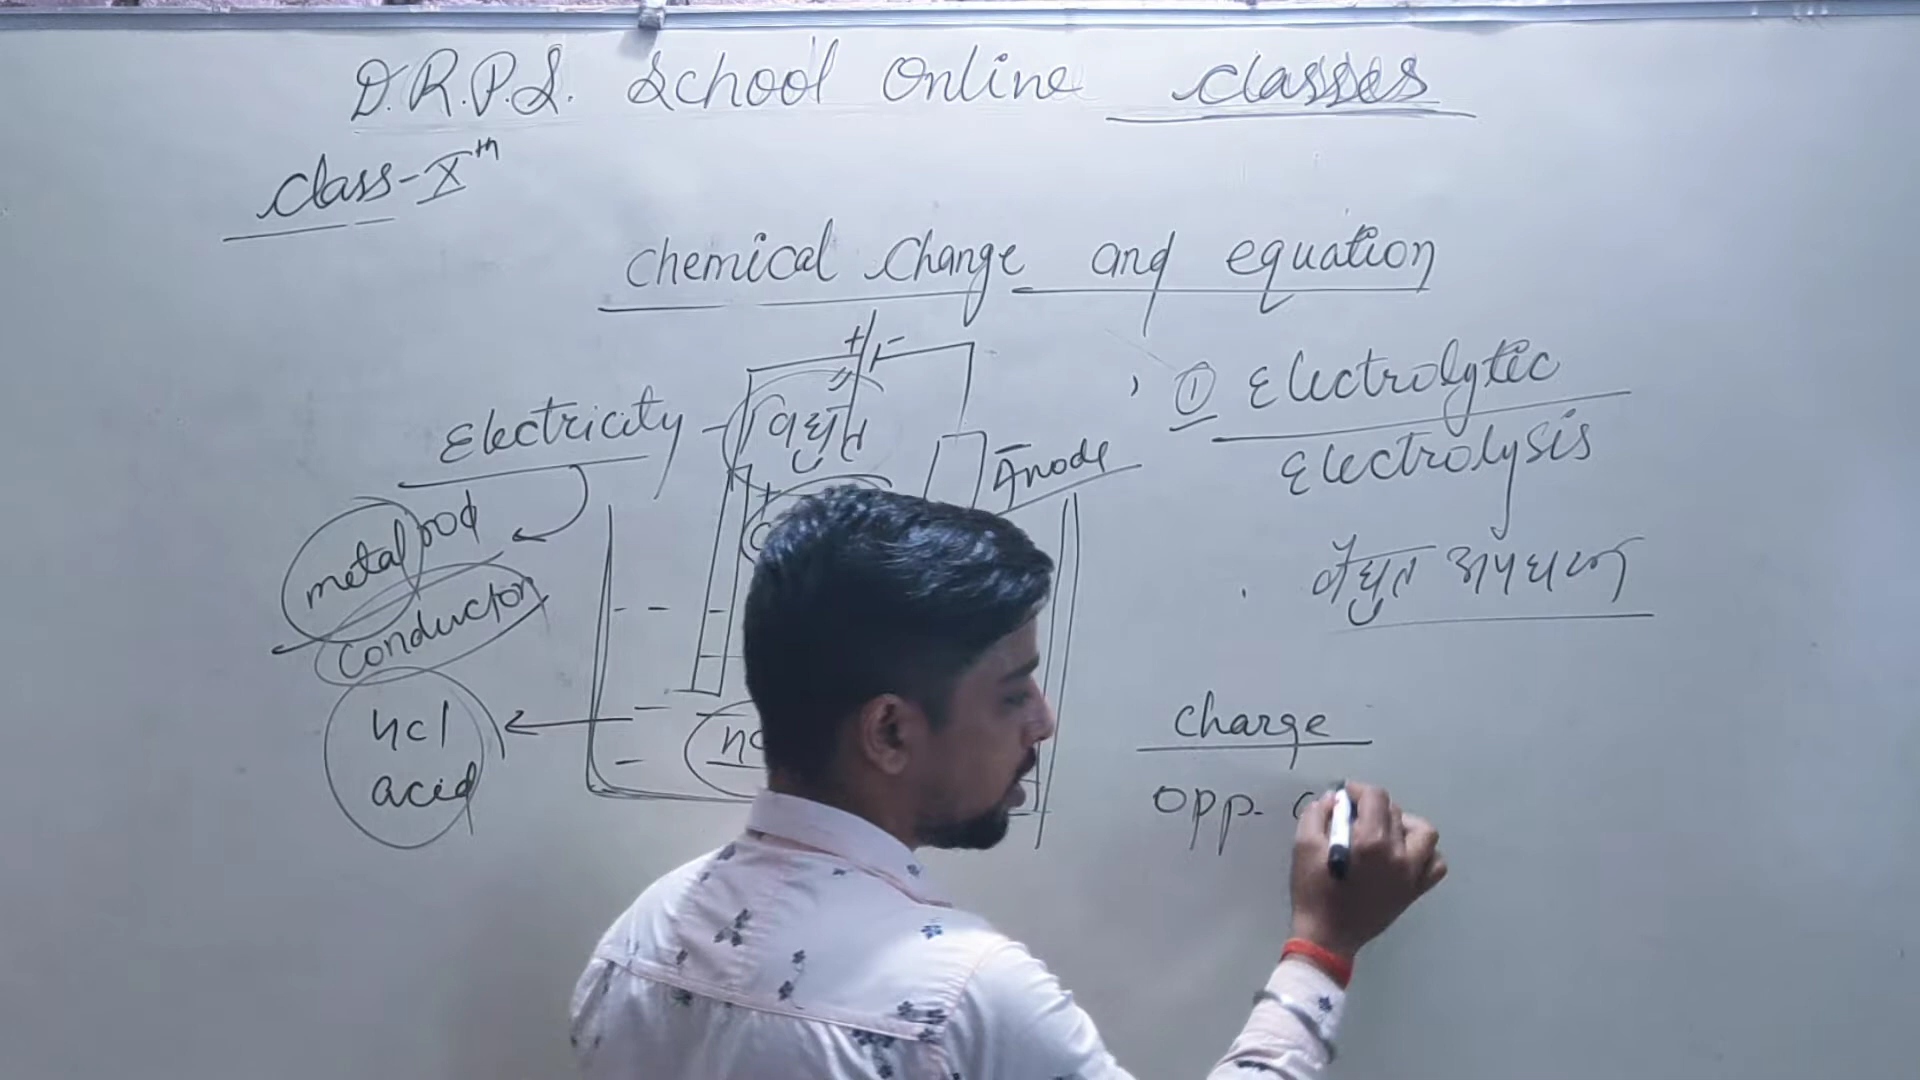 D.R.P.S. School Online classes
class-Xth
chemical change and equation
+ -
① Electrolytic
Electricity - विधुत
Electrolysis
Anode
metal rod
वैधुत अपघटन
conductor
+
Hcl
acid
charge
opp.